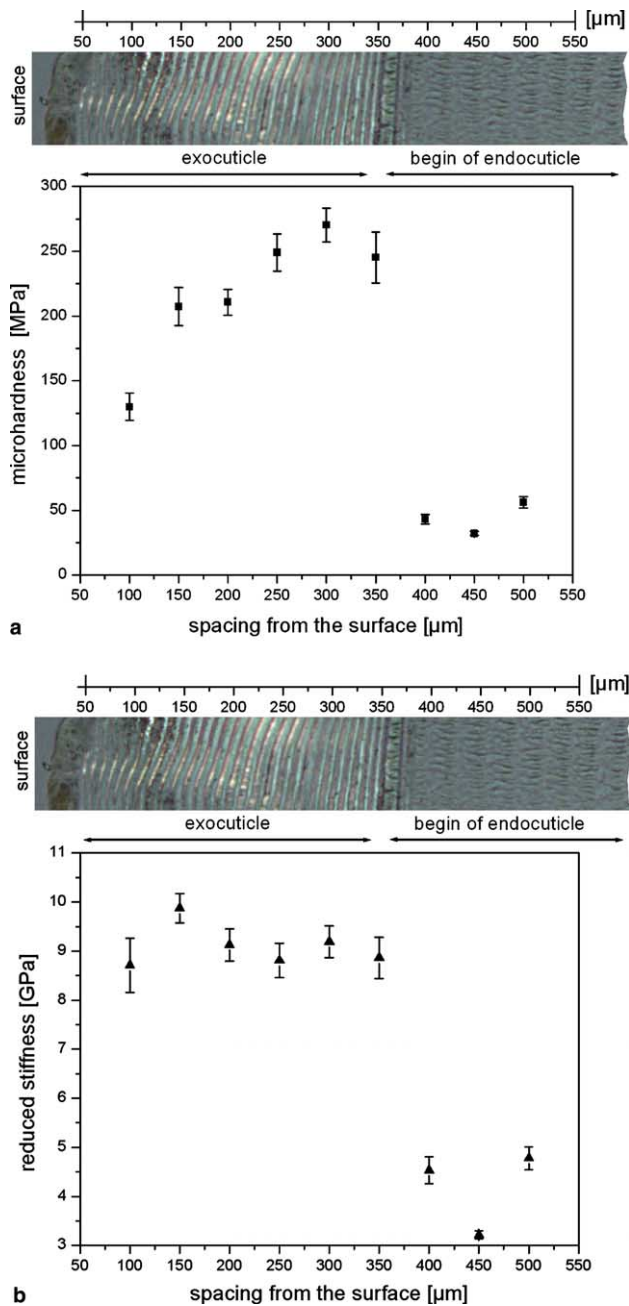 [µm]
50 100 150 200 250 300 350 400 450 500 550
surface
exocuticle begin of endocuticle
300
250
200
150
100
50
0
microhardness [MPa]
50 100 150 200 250 300 350 400 450 500 550
spacing from the surface [µm]
a
[µm]
50 100 150 200 250 300 350 400 450 500 550
surface
exocuticle begin of endocuticle
11
10
9
8
7
6
5
4
3
reduced stiffness [GPa]
50 100 150 200 250 300 350 400 450 500 550
spacing from the surface [µm]
b